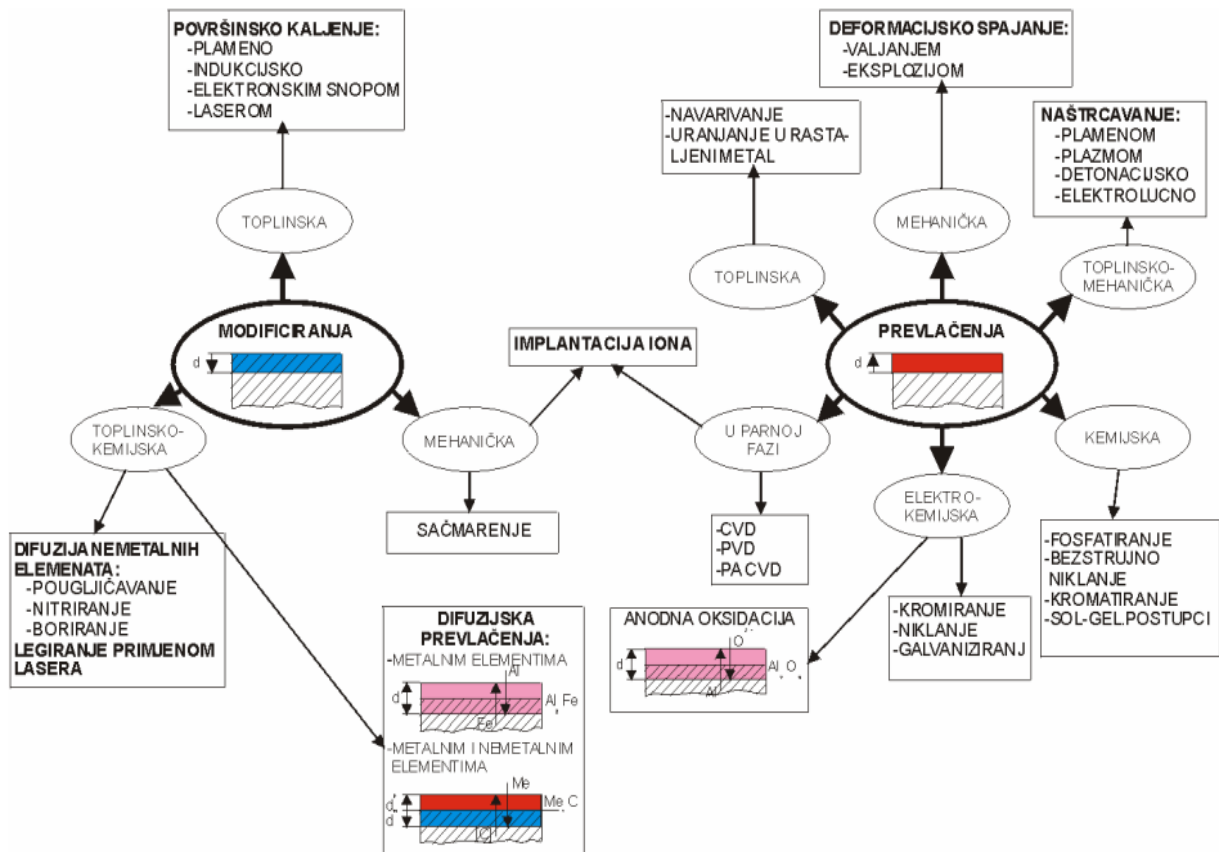 POVRŠINSKO KALJENJE:
-PLAMENO
-INDUKCIJSKO
-ELEKTRONSKIM SNOPOM
-LASEROM
TOPLINSKA
MODIFICIRANJA
d
TOPLINSKO-
KEMIJSKA
MEHANIČKA
DIFUZIJA NEMETALNIH
ELEMENATA:
-POUGLJIČAVANJE
-NITRIRANJE
-BORIRANJE
LEGIRANJE PRIMJENOM
LASERA
SAČMARENJE
IMPLANTACIJA IONA
DIFUZIJSKA
PREVLAČENJA:
-METALNIM ELEMENTIMA
Al
d
Al Fe
Fe
-METALNIM I NEMETALNIM
ELEMENTIMA
Me
d
Me C
d
[C]
DEFORMACIJSKO SPAJANJE:
-VALJANJEM
-EKSPLOZIJOM
-NAVARIVANJE
-URANJANJE U RASTA-
LJENI METAL
NAŠTRCAVANJE:
-PLAMENOM
-PLAZMOM
-DETONACIJSKO
-ELEKTROLUCNO
TOPLINSKA
MEHANIČKA
TOPLINSKO-
MEHANIČKA
PREVLAČENJA
d
U PARNOJ
FAZI
ELEKTRO-
KEMIJSKA
KEMIJSKA
-CVD
-PVD
-PACVD
ANODNA OKSIDACIJA
O
d
Al O
Al
-KROMIRANJE
-NIKLANJE
-GALVANIZIRANJ
-FOSFATIRANJE
-BEZSTRUJNO
NIKLANJE
-KROMATIRANJE
-SOL-GEL.POSTUPCI